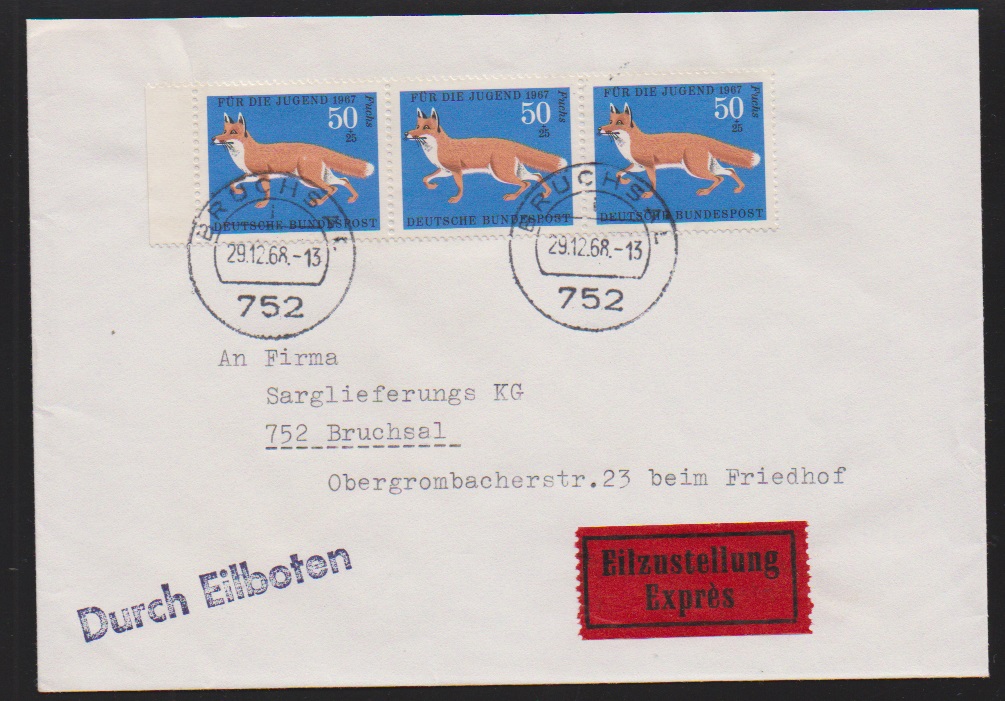 FÜR DIE JUGEND 1967
Fuchs
50
+25
DEUTSCHE BUNDESPOST
FÜR DIE JUGEND 1967
Fuchs
50
+25
DEUTSCHE BUNDESPOST
FÜR DIE JUGEND 1967
Fuchs
50
+25
DEUTSCHE BUNDESPOST
BRUCHSAL
29.12.68.-13
752
BRUCHSAL
29.12.68.-13
752
An Firma
Sarglieferungs KG
752 Bruchsal
Obergrombacherstr.23 beim Friedhof
Durch Eilboten
Eilzustellung
Exprès